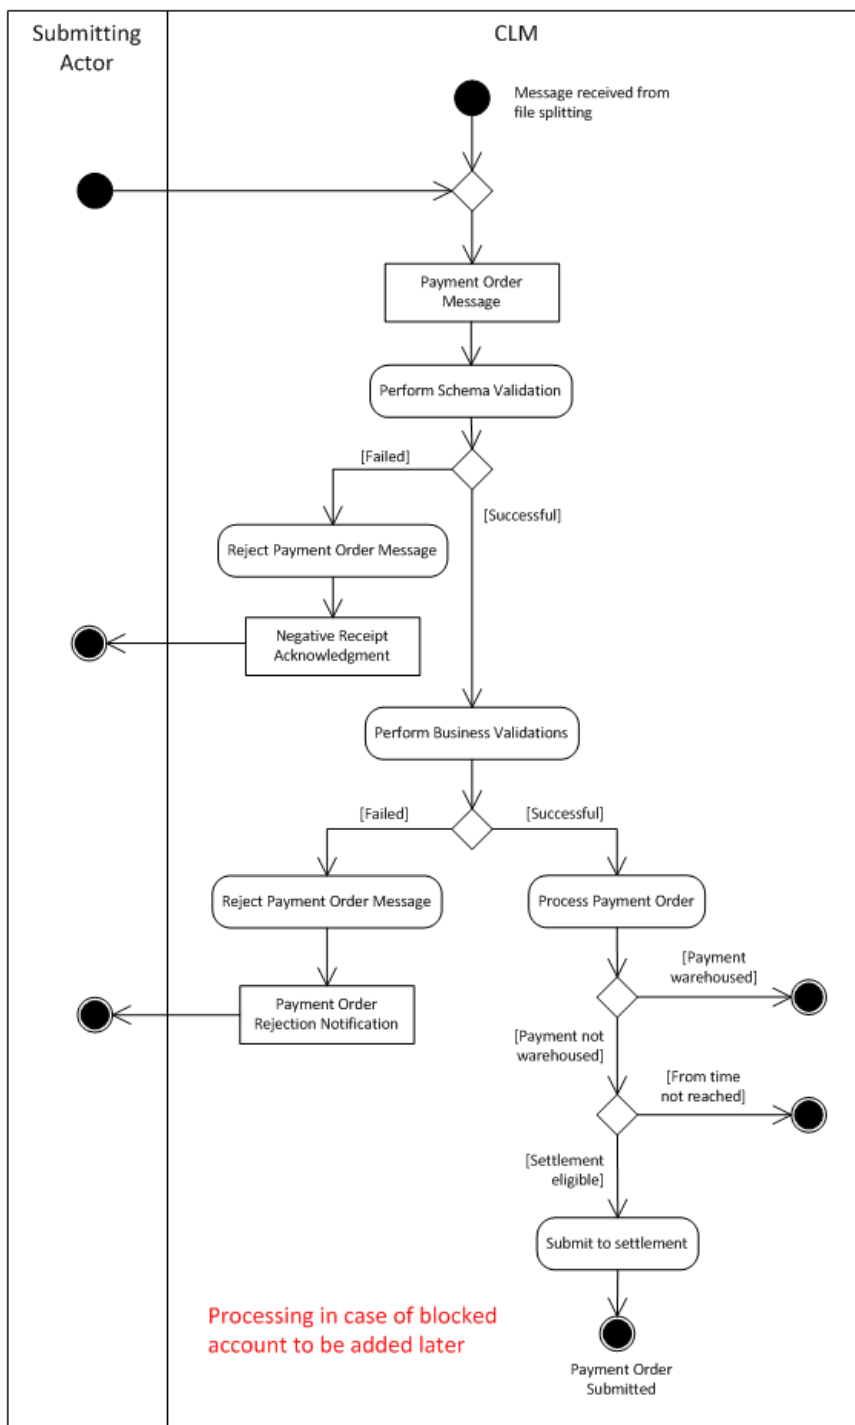 Submitting
Actor
CLM
Message received from
file splitting
Payment Order
Message
Perform Schema Validation
[Failed]
[Successful]
Reject Payment Order Message
Negative Receipt
Acknowledgment
Perform Business Validations
[Failed]
[Successful]
Reject Payment Order Message
Process Payment Order
[Payment
warehoused]
Payment Order
Rejection Notification
[Payment not
warehoused]
[From time
not reached]
[Settlement
eligible]
Submit to settlement
Processing in case of blocked
account to be added later
Payment Order
Submitted